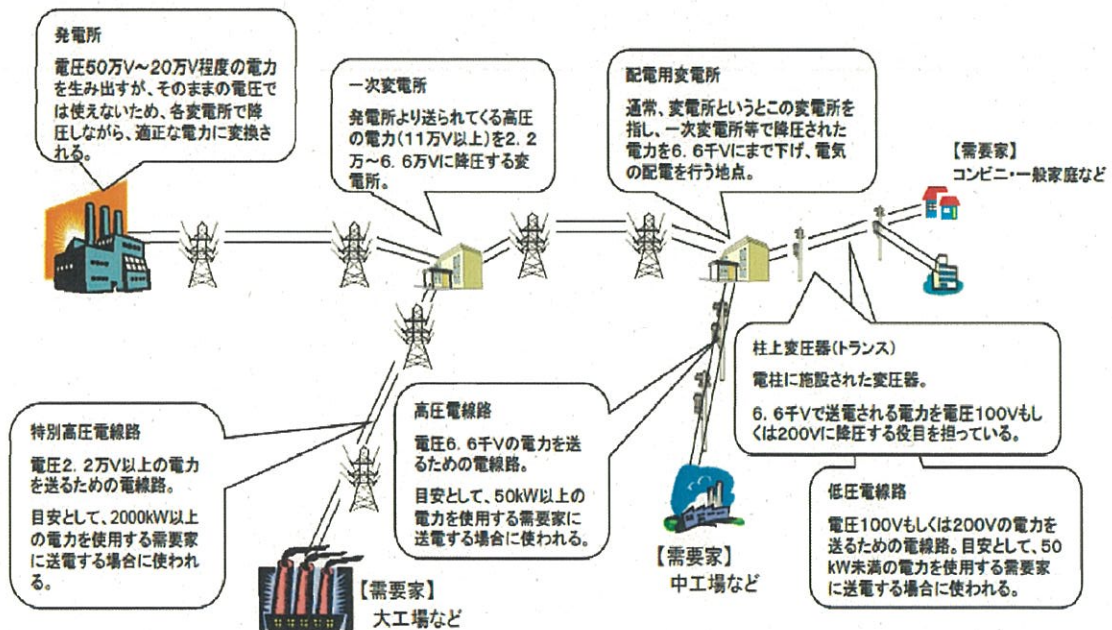 発電所
電圧50万V～20万V程度の電力
を生み出すが、そのままの電圧で
は使えないため、各変電所で降
圧しながら、適正な電力に変換さ
れる。
一次変電所
発電所より送られてくる高圧
の電力(11万V以上)を2．2
万～6．6万Vに降圧する変
電所。
配電用変電所
通常、変電所というとこの変電所を
指し、一次変電所等で降圧された
電力を6．6千Vにまで下げ、電気
の配電を行う地点。
【需要家】
コンビニ・一般家庭など
柱上変圧器(トランス)
電柱に施設された変圧器。
6．6千Vで送電される電力を電圧100Vもし
くは200Vに降圧する役目を担っている。
特別高圧電線路
電圧2．2万V以上の電力
を送るための電線路。
目安として、2000kW以上
の電力を使用する需要家
に送電する場合に使われ
る。
高圧電線路
電圧6．6千Vの電力を送
るための電線路。
目安として、50kW以上の
電力を使用する需要家に
送電する場合に使われる。
低圧電線路
電圧100Vもしくは200Vの電力を
送るための電線路。目安として、50
kW未満の電力を使用する需要家
に送電する場合に使われる。
【需要家】
中工場など
【需要家】
大工場など